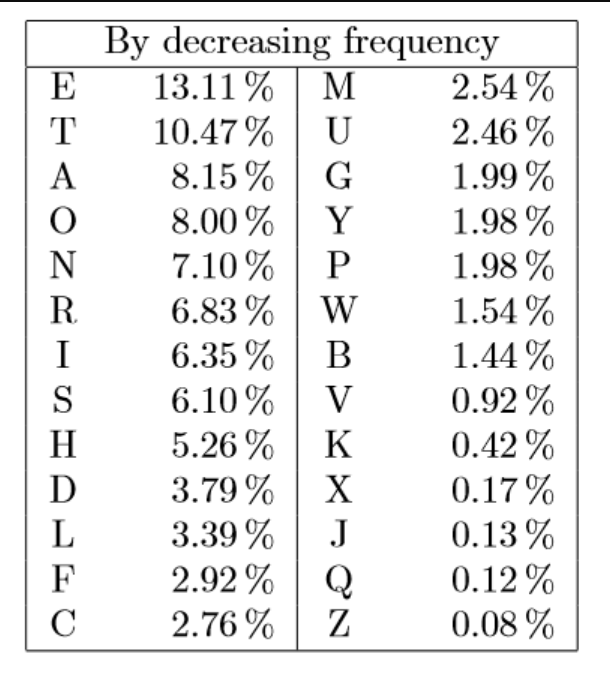 By decreasing frequency
E 13.11 % M 2.54 %
T 10.47 % U 2.46 %
A 8.15 % G 1.99 %
O 8.00 % Y 1.98 %
N 7.10 % P 1.98 %
R 6.83 % W 1.54 %
I 6.35 % B 1.44 %
S 6.10 % V 0.92 %
H 5.26 % K 0.42 %
D 3.79 % X 0.17 %
L 3.39 % J 0.13 %
F 2.92 % Q 0.12 %
C 2.76 % Z 0.08 %